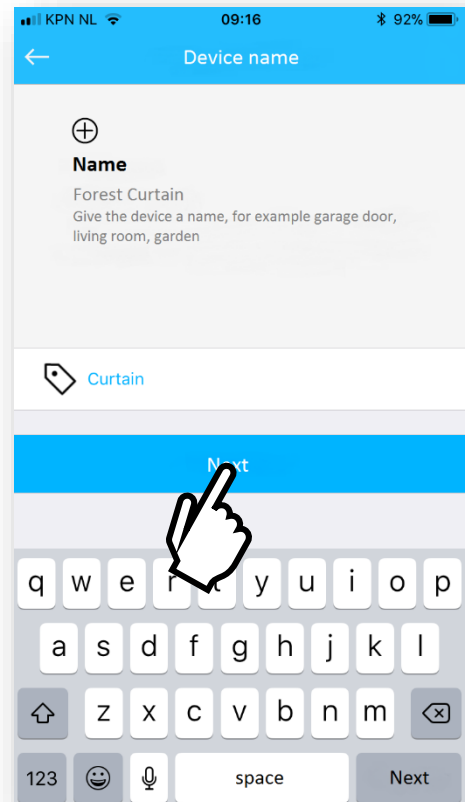 KPN NL 09:16 92%
Device name
Name
Forest Curtain
Give the device a name, for example garage door,
living room, garden
Curtain
Next
q w e r t y u i o p
a s d f g h j k l
z x c v b n m
123 space Next